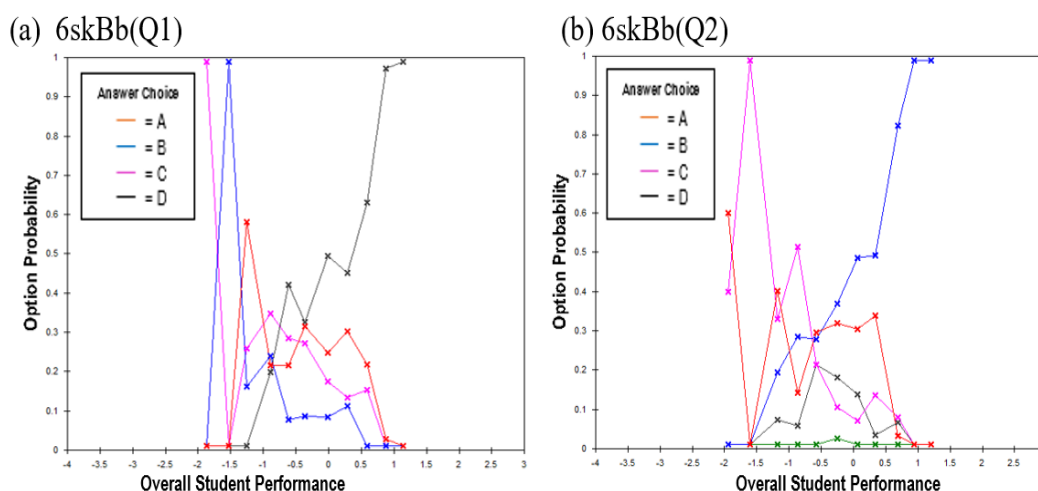 (a) 6skBb(Q1)
1
0.9
0.8
0.7
0.6
0.5
0.4
0.3
0.2
0.1
0
Option Probability
Answer Choice
= A
= B
= C
= D
-4 -3.5 -3 -2.5 -2 -1.5 -1 -0.5 0 0.5 1 1.5 2 2.5 3
Overall Student Performance
(b) 6skBb(Q2)
1
0.9
0.8
0.7
0.6
0.5
0.4
0.3
0.2
0.1
0
Option Probability
Answer Choice
= A
= B
= C
= D
-4 -3.5 -3 -2.5 -2 -1.5 -1 -0.5 0 0.5 1 1.5 2 2.5
Overall Student Performance